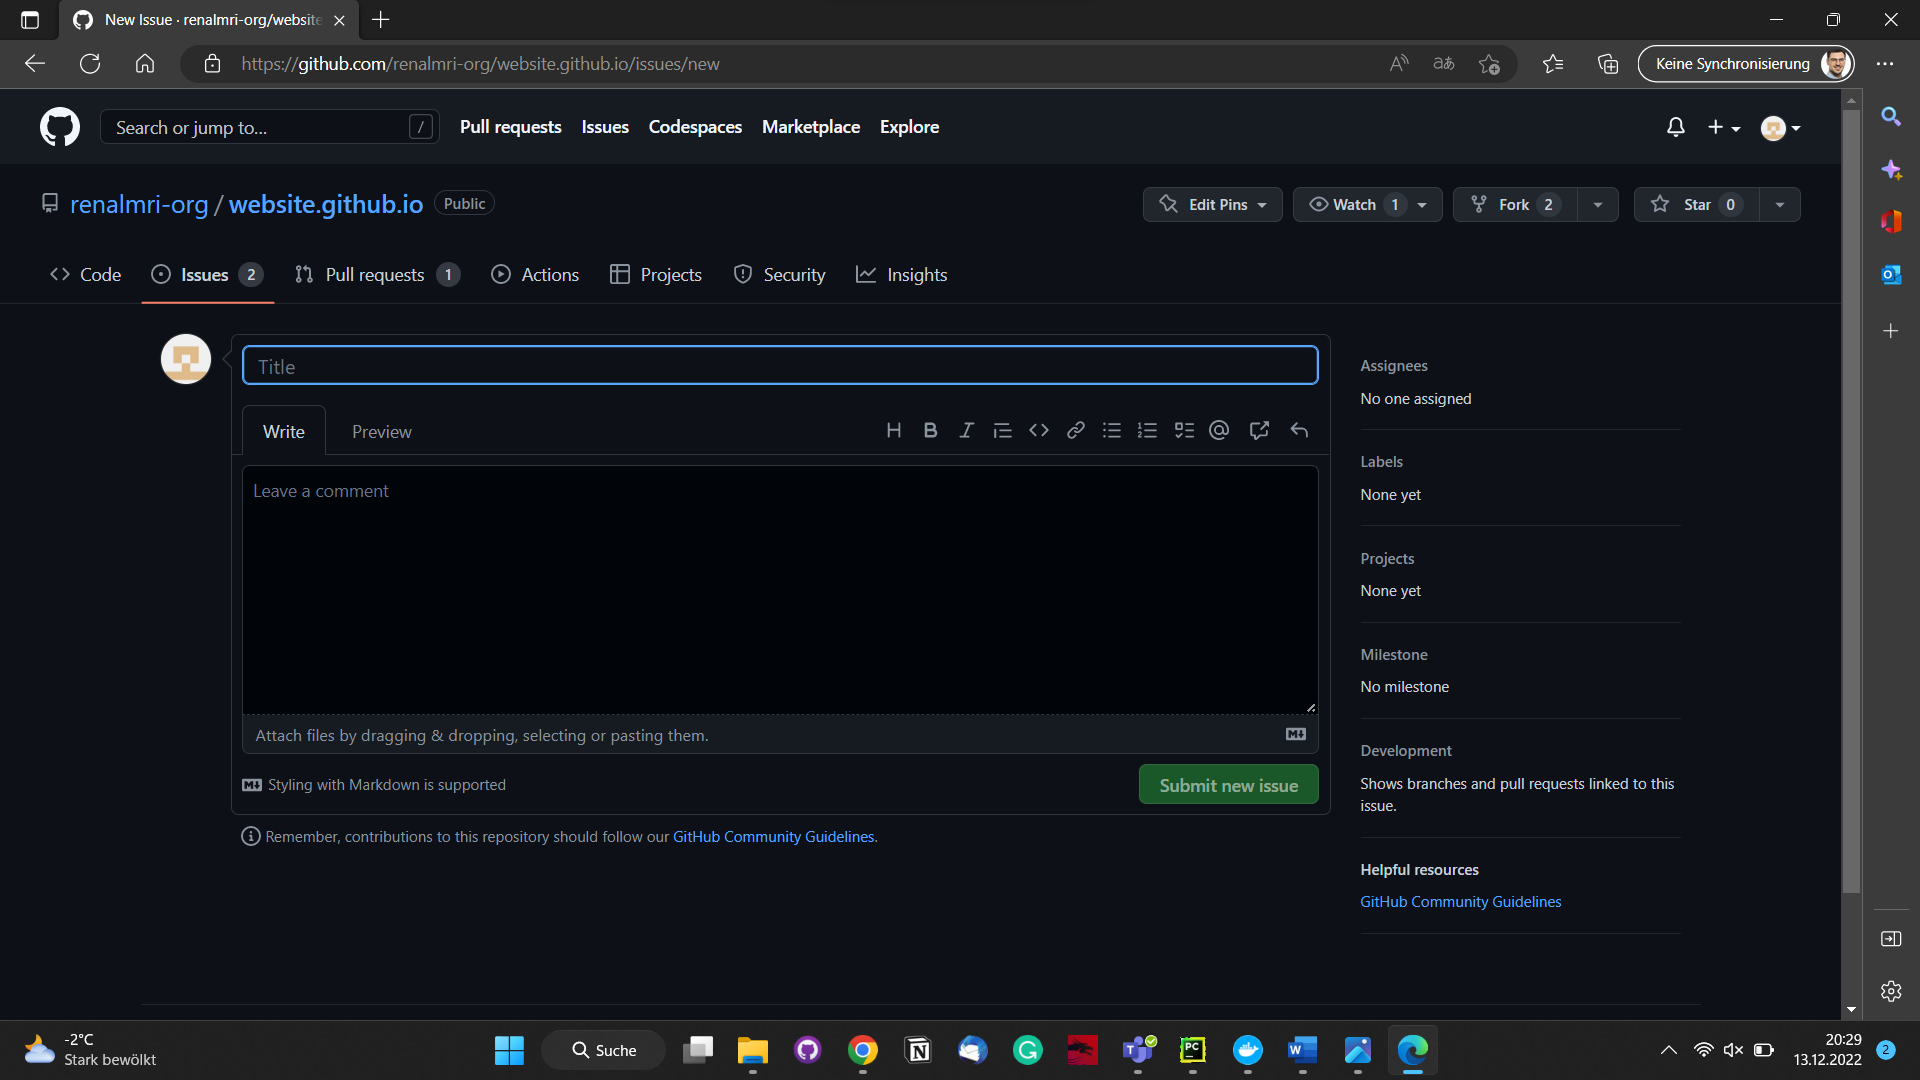 New Issue · renalmri-org/website
https://github.com/renalmri-org/website.github.io/issues/new
Keine Synchronisierung
Search or jump to... /
Pull requests Issues Codespaces Marketplace Explore
renalmri-org / website.github.io Public
Edit Pins Watch 1 Fork 2 Star 0
Code Issues 2 Pull requests 1 Actions Projects Security Insights
Title
Write Preview
Leave a comment
Attach files by dragging & dropping, selecting or pasting them.
Styling with Markdown is supported
Submit new issue
Remember, contributions to this repository should follow our GitHub Community Guidelines.
Assignees
No one assigned
Labels
None yet
Projects
None yet
Milestone
No milestone
Development
Shows branches and pull requests linked to this
issue.
Helpful resources
GitHub Community Guidelines
-2°C
Stark bewölkt
Suche
20:29
13.12.2022
2